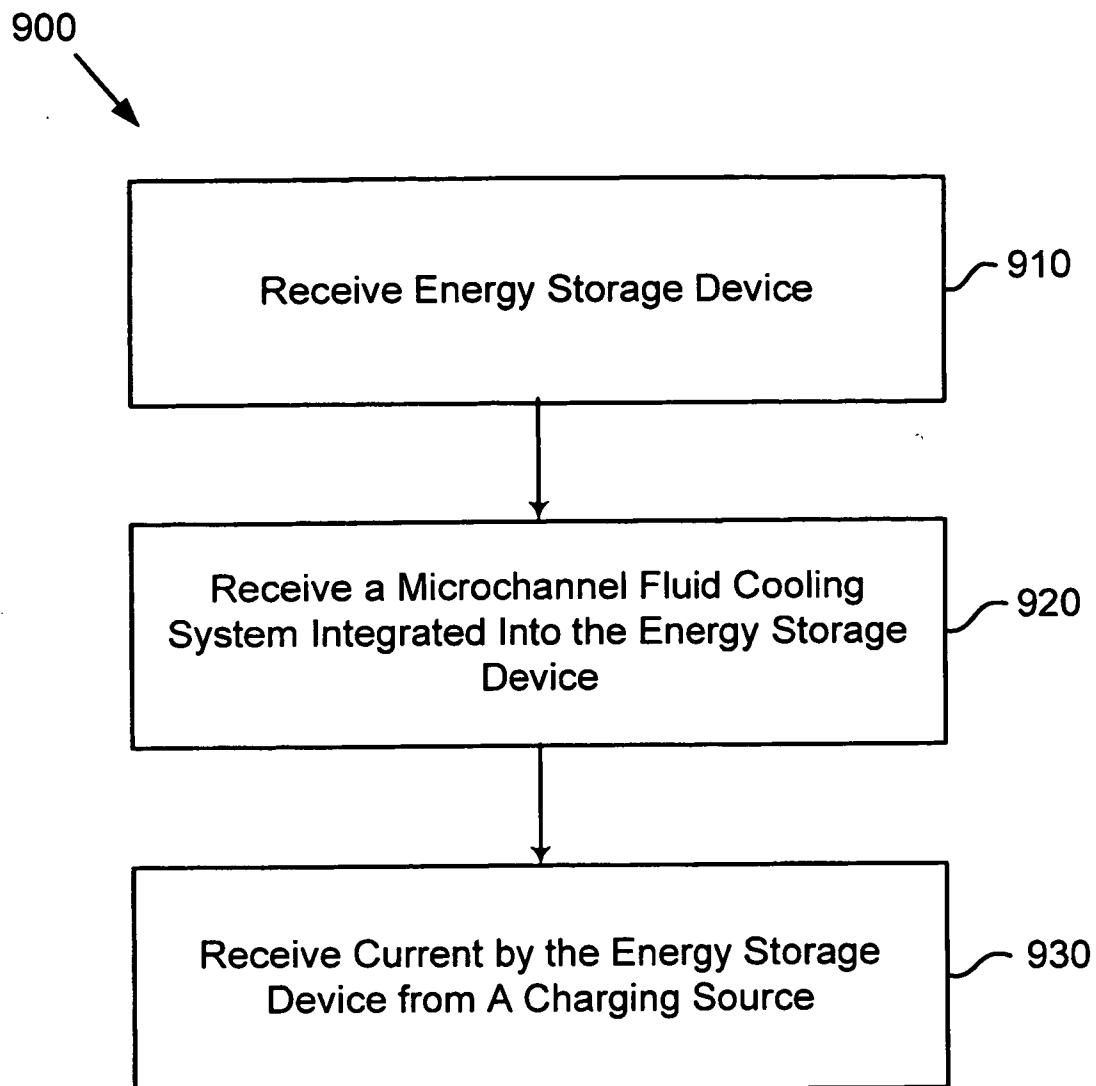 900
Receive Energy Storage Device
910
Receive a Microchannel Fluid Cooling
System Integrated Into the Energy Storage
Device
920
Receive Current by the Energy Storage
Device from A Charging Source
930